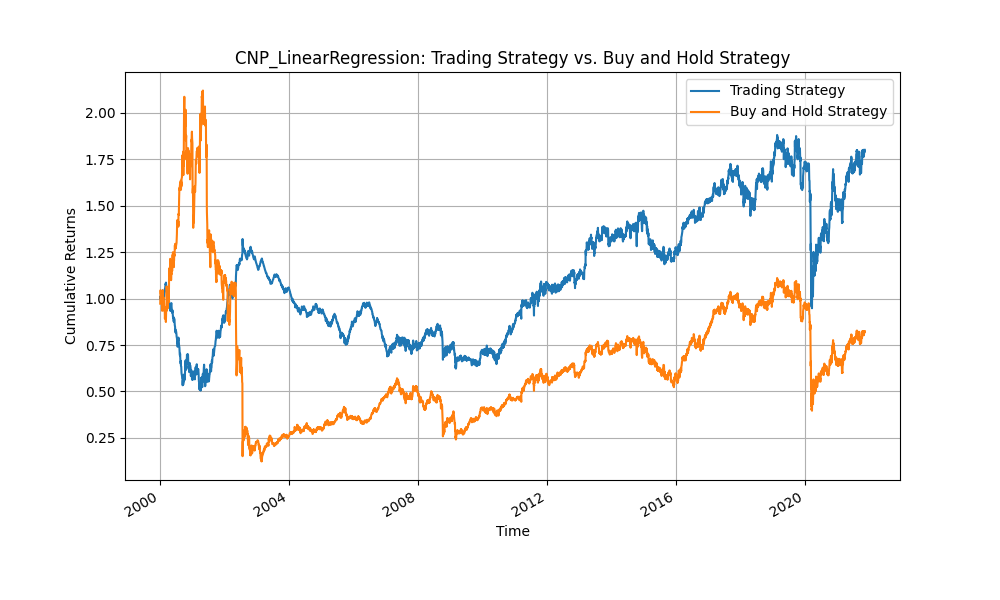 CNP_LinearRegression: Trading Strategy vs. Buy and Hold Strategy
Trading Strategy
Buy and Hold Strategy
Cumulative Returns
2.00
1.75
1.50
1.25
1.00
0.75
0.50
0.25
2000
2004
2008
2012
2016
2020
Time